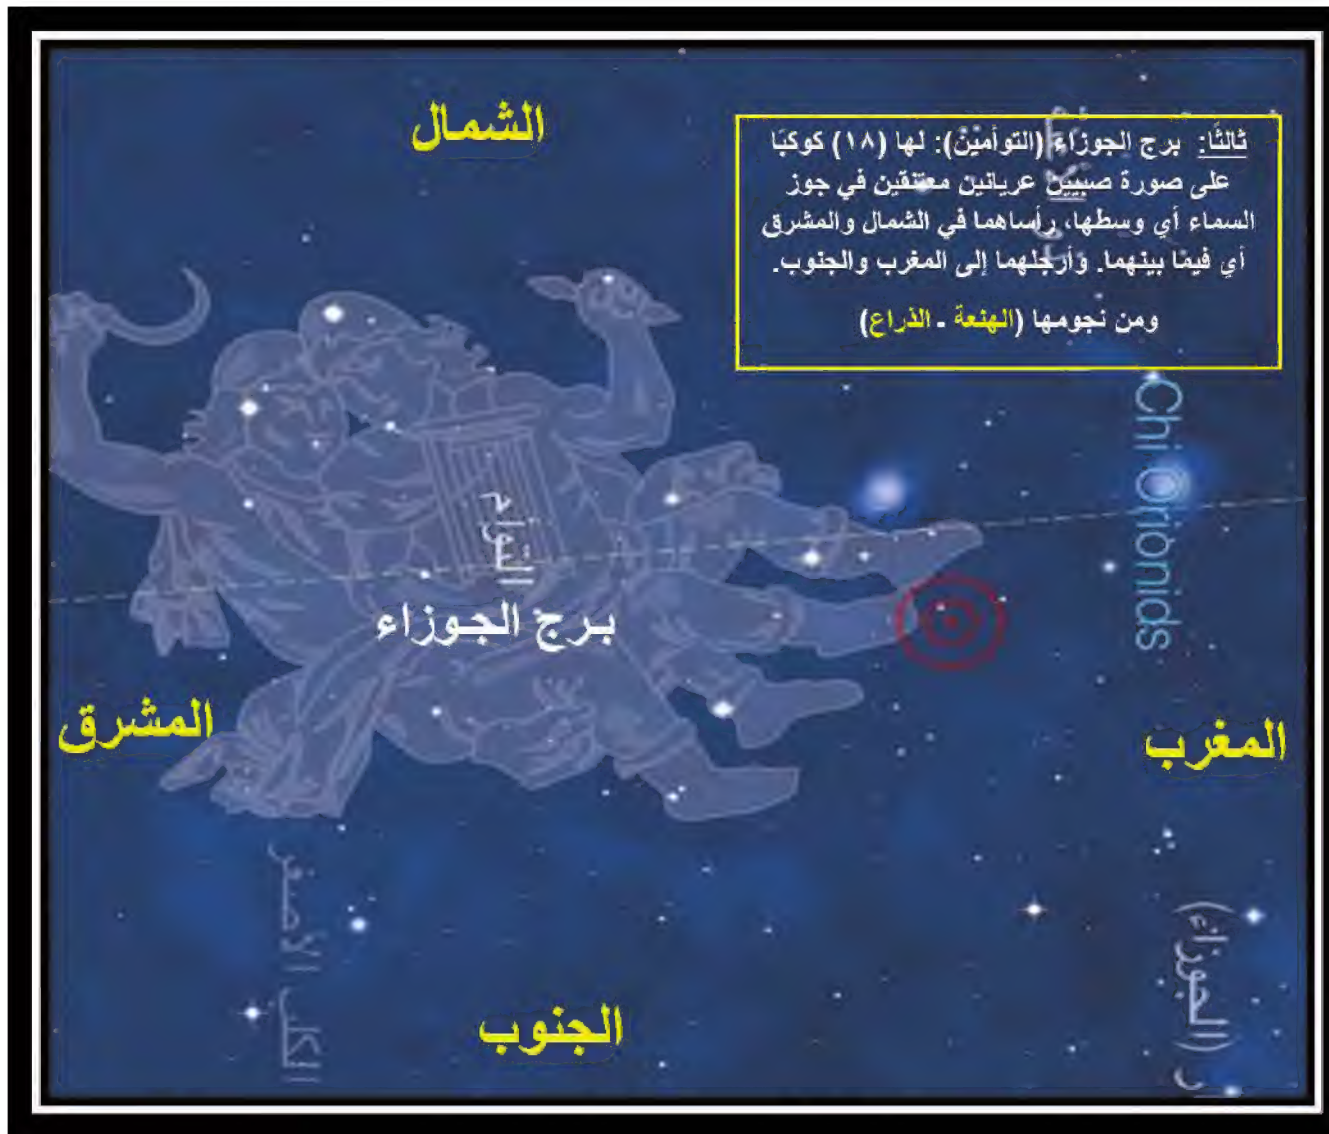 الشمال
ثالثًا: برج الجوزاء (التوأمين): لها (١٨) كوكبًا
على صورة صبيين عريانين معتنقين في جوز
السماء أي وسطها، رأساهما في الشمال والمشرق
أي فيما بينهما. وأرجلهما إلى المغرب والجنوب.
ومن نجومها (الهنعة - الذراع)
Chi Orionids
التوأم
برج الجوزاء
المشرق
المغرب
الجنوب
(الجوزاء)